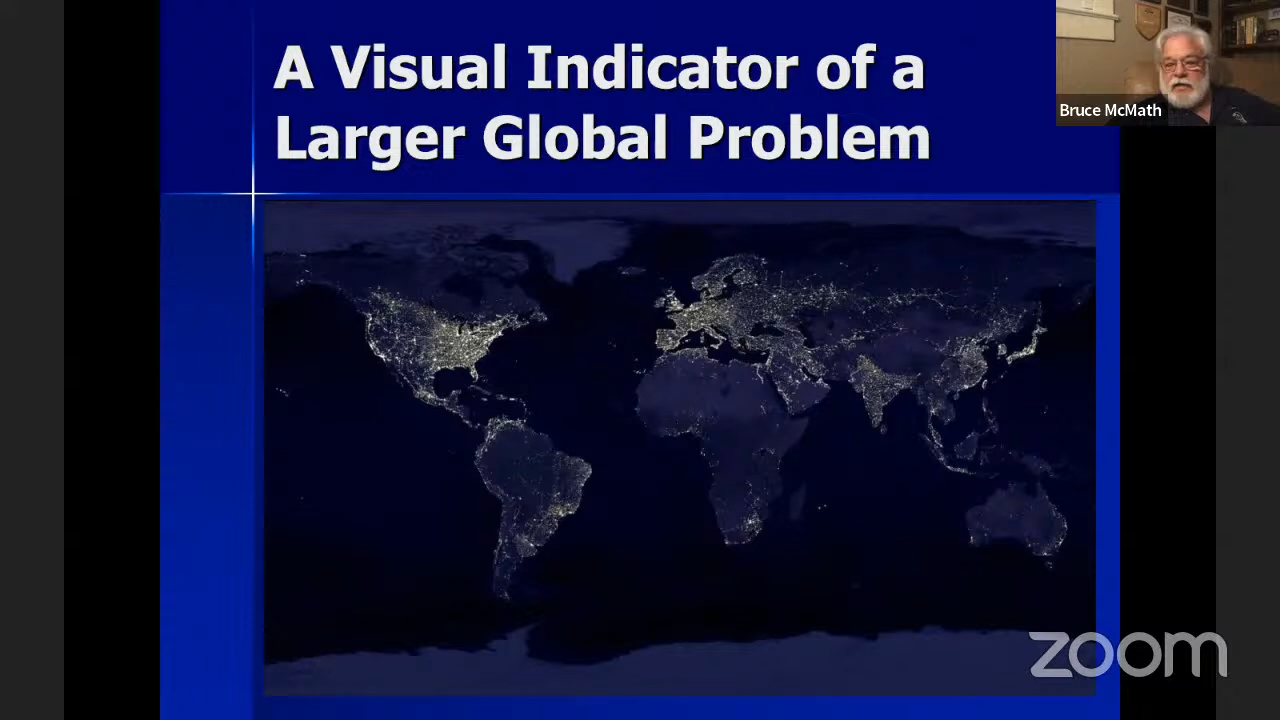 A Visual Indicator of a
Larger Global Problem
Bruce McMath
zoom